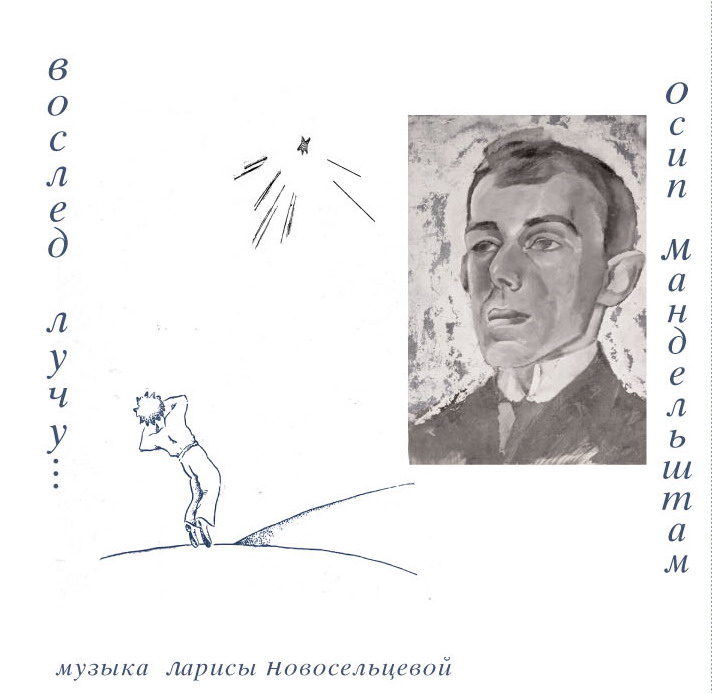 вослед лучу...
осип мандельштам
музыка ларисы новосельцевой